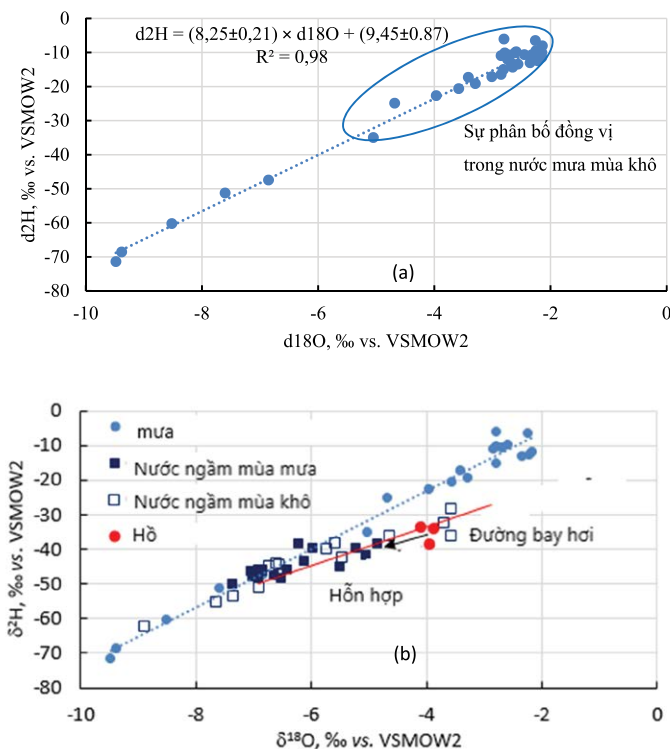 d2H = (8,25±0,21) × d18O + (9,45±0.87)
R² = 0,98
0
-10
-20
-30
-40
-50
-60
-70
-80
d2H, ‰ vs. VSMOW2
Sự phân bố đồng vị
trong nước mưa mùa khô
(a)
-10 -8 -6 -4 -2 0
d18O, ‰ vs. VSMOW2
0
-10
-20
-30
-40
-50
-60
-70
-80
δ²H, ‰ vs. VSMOW2
mưa
Nước ngầm mùa mưa
Nước ngầm mùa khô
Hồ
Đường bay hơi
Hỗn hợp
(b)
-10 -8 -6 -4 -2 0
δ¹⁸O, ‰ vs. VSMOW2